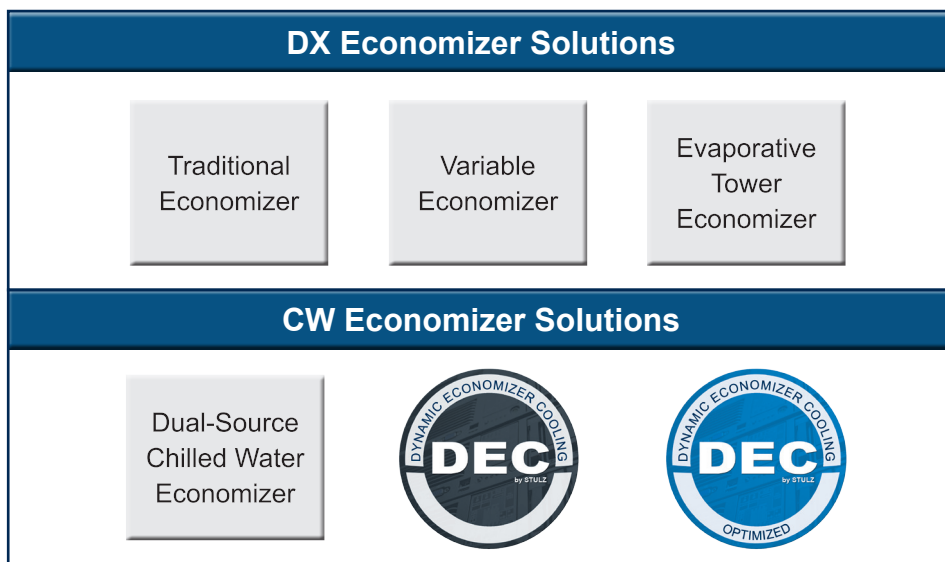 DX Economizer Solutions
Traditional
Economizer
Variable
Economizer
Evaporative
Tower
Economizer
CW Economizer Solutions
Dual-Source
Chilled Water
Economizer
DYNAMIC ECONOMIZER COOLING
DEC
by STULZ
DYNAMIC ECONOMIZER COOLING
DEC
by STULZ
OPTIMIZED